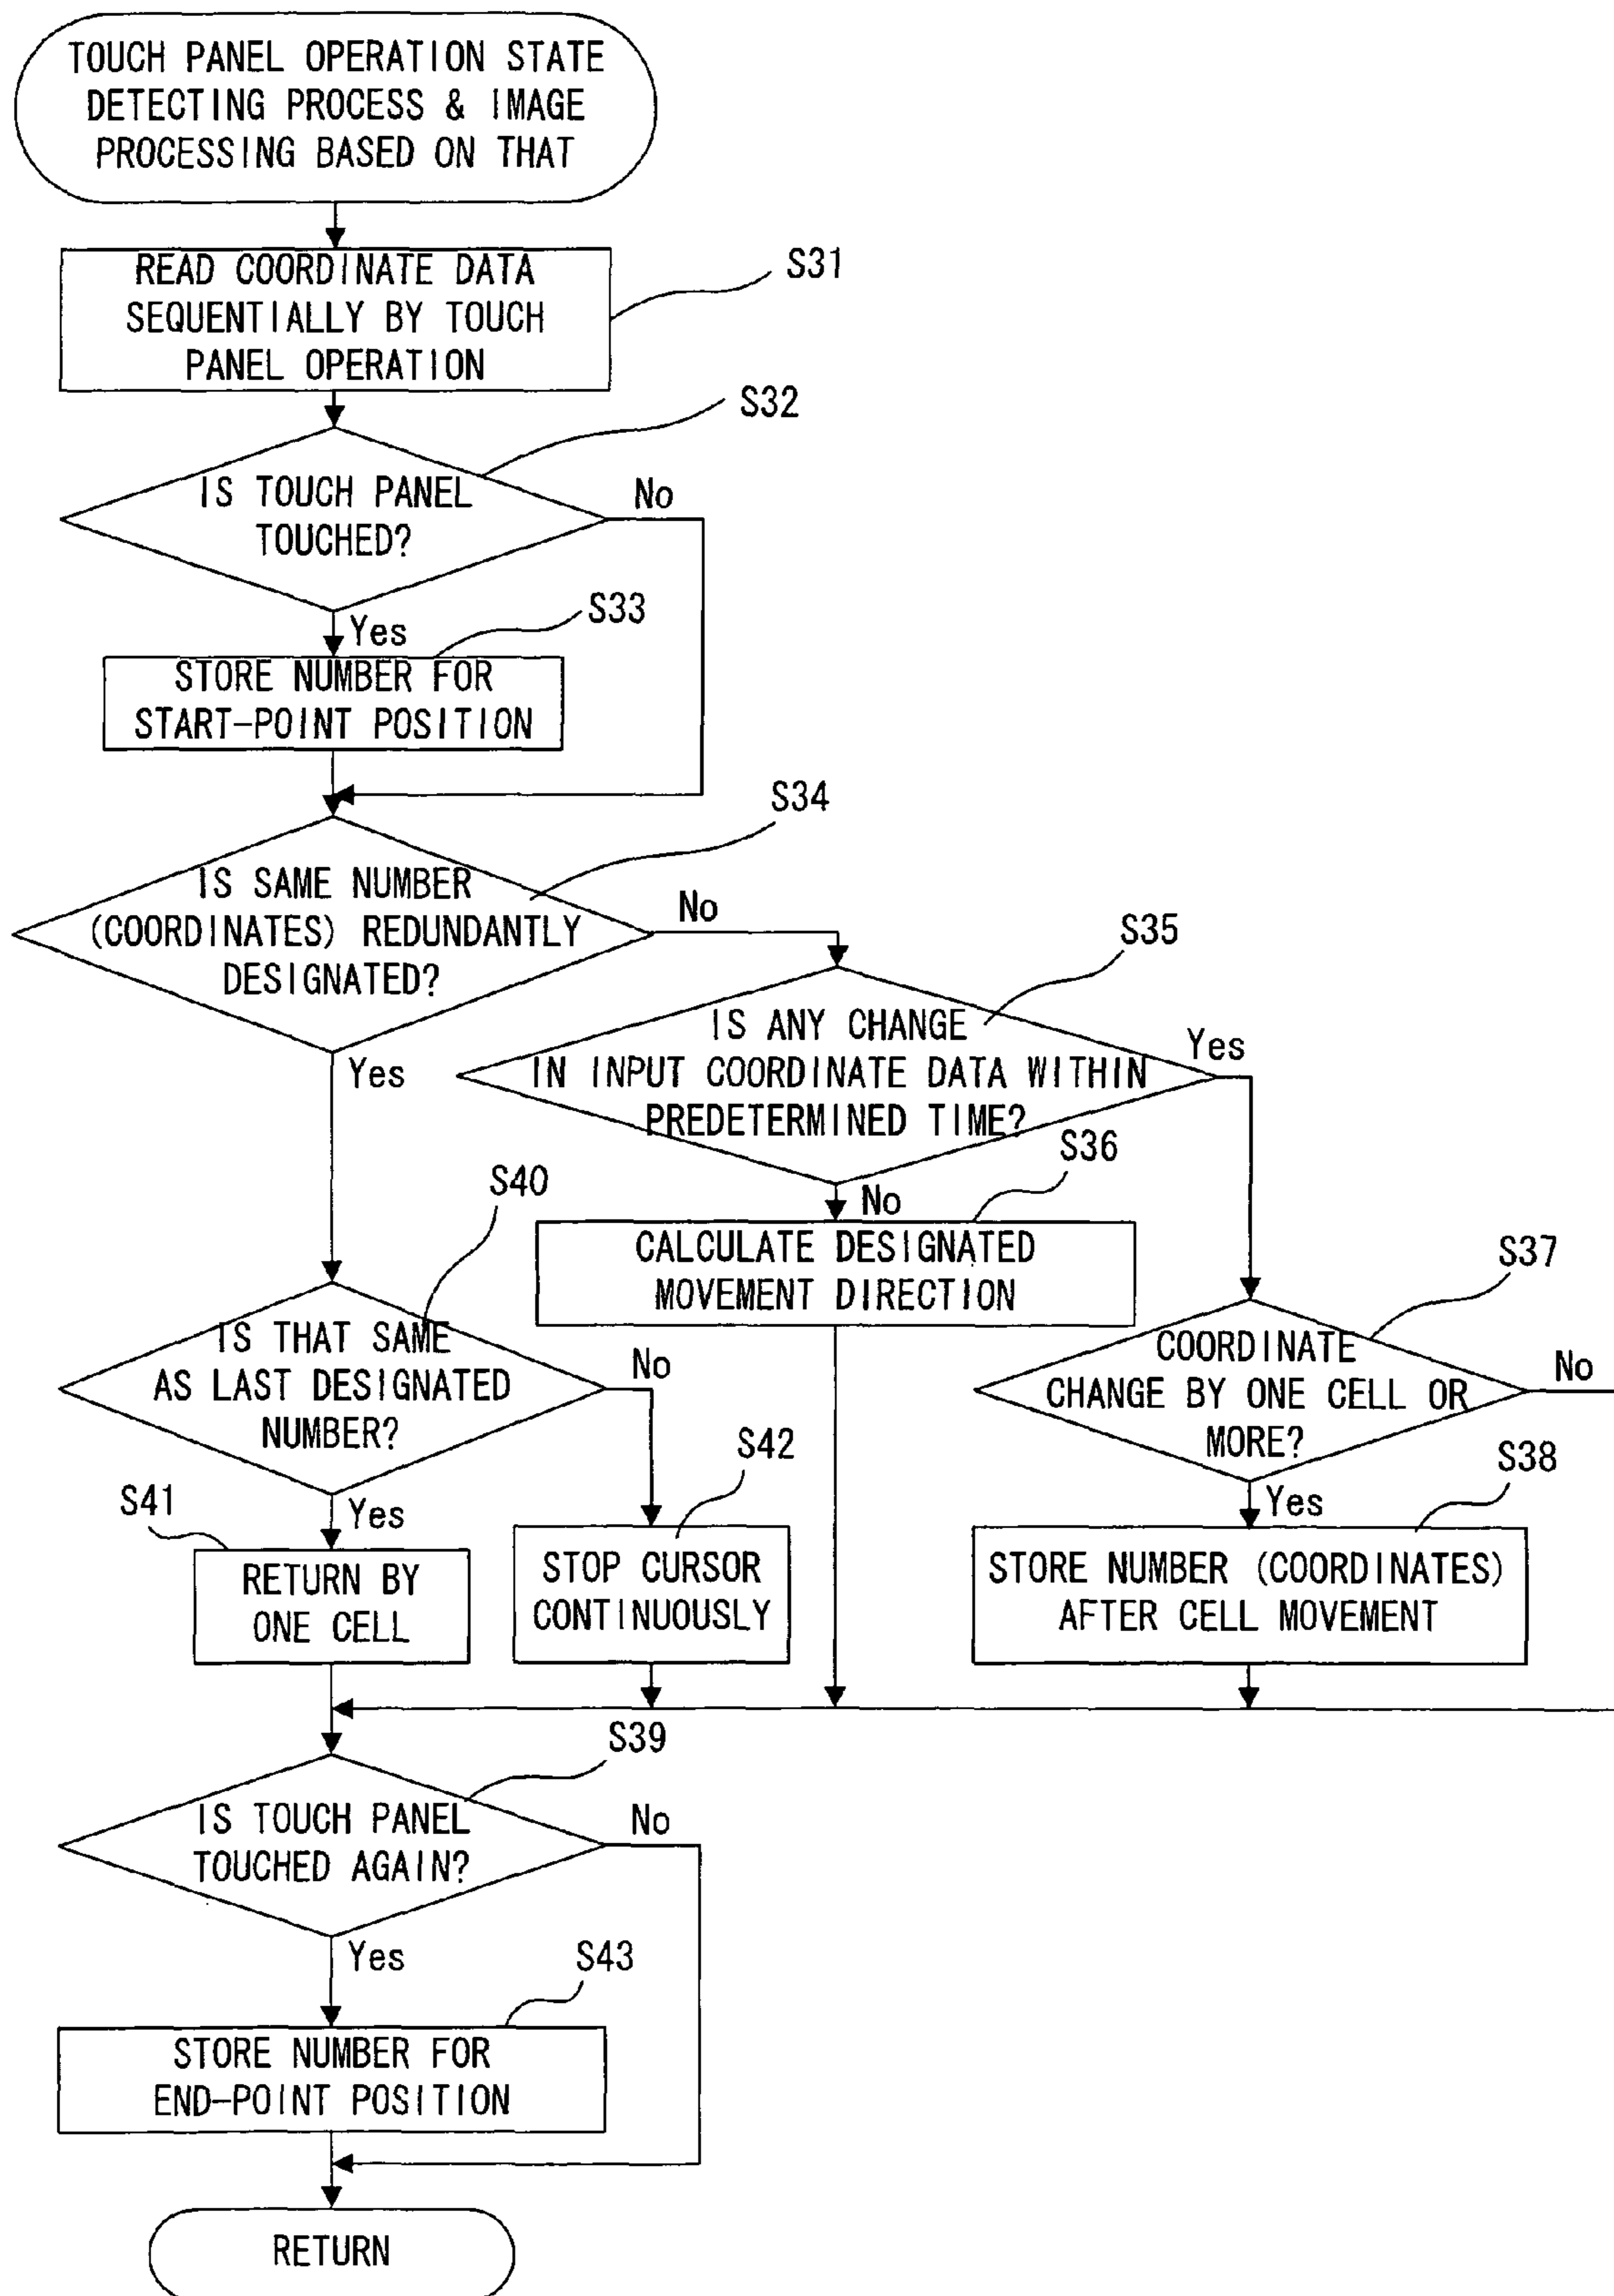 TOUCH PANEL OPERATION STATE
DETECTING PROCESS & IMAGE
PROCESSING BASED ON THAT
READ COORDINATE DATA
SEQUENTIALLY BY TOUCH
PANEL OPERATION
S31
S32
IS TOUCH PANEL
TOUCHED?
No
Yes
S33
STORE NUMBER FOR
START-POINT POSITION
S34
IS SAME NUMBER
(COORDINATES) REDUNDANTLY
DESIGNATED?
No
Yes
S35
IS ANY CHANGE
IN INPUT COORDINATE DATA WITHIN
PREDETERMINED TIME?
Yes
No
S36
CALCULATE DESIGNATED
MOVEMENT DIRECTION
S37
COORDINATE
CHANGE BY ONE CELL OR
MORE?
No
Yes
S38
STORE NUMBER (COORDINATES)
AFTER CELL MOVEMENT
S40
IS THAT SAME
AS LAST DESIGNATED
NUMBER?
No
Yes
S41
RETURN BY
ONE CELL
S42
STOP CURSOR
CONTINUOUSLY
S39
IS TOUCH PANEL
TOUCHED AGAIN?
No
Yes
S43
STORE NUMBER FOR
END-POINT POSITION
RETURN